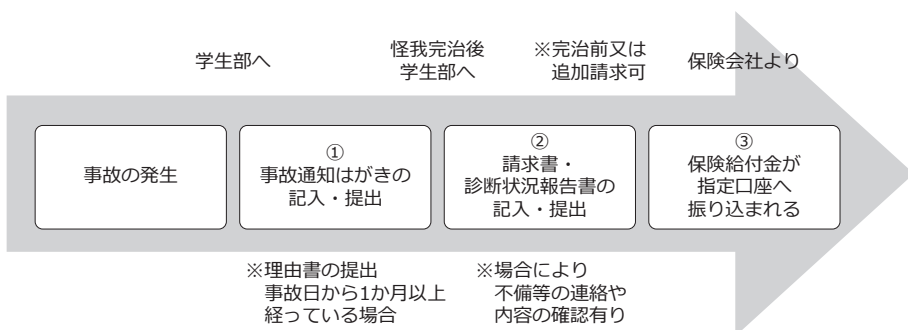 学生部へ
怪我完治後
学生部へ
※完治前又は
追加請求可
保険会社より
事故の発生
①
事故通知はがきの
記入・提出
②
請求書・
診断状況報告書の
記入・提出
③
保険給付金が
指定口座へ
振り込まれる
※理由書の提出
事故日から1か月以上
経っている場合
※場合により
不備等の連絡や
内容の確認有り